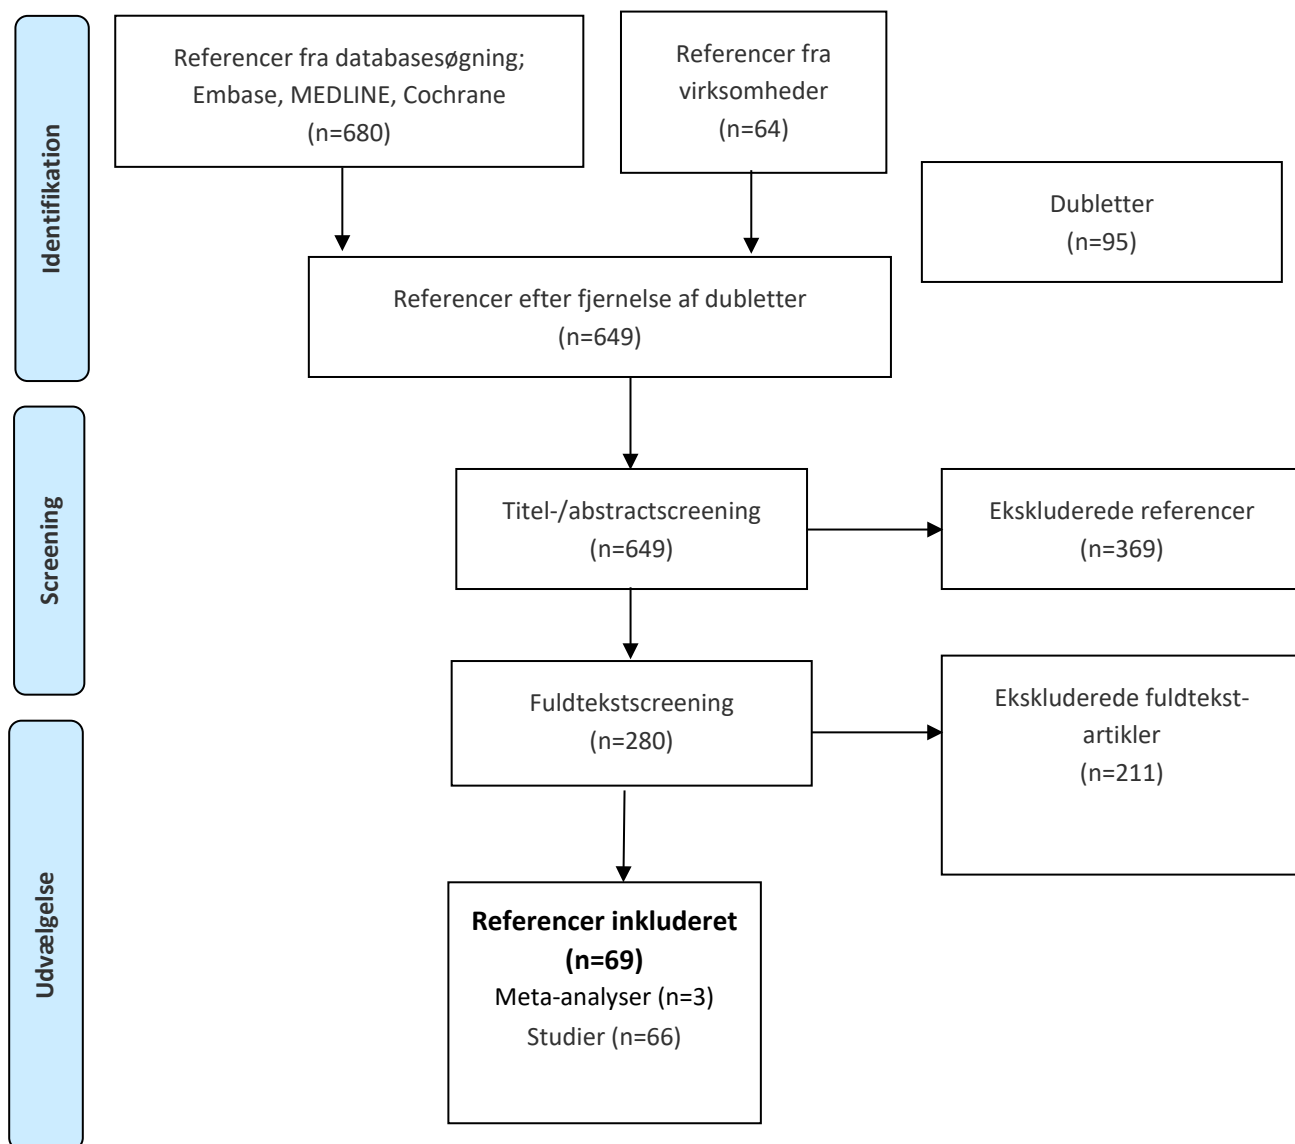 Identifikation
Referencer fra databasesøgning;
Embase, MEDLINE, Cochrane
(n=680)
Referencer fra
virksomheder
(n=64)
Dubletter
(n=95)
Referencer efter fjernelse af dubletter
(n=649)
Screening
Titel-/abstractscreening
(n=649)
Ekskluderede referencer
(n=369)
Fuldtekstscreening
(n=280)
Ekskluderede fuldtekst-
artikler
(n=211)
Udvælgelse
Referencer inkluderet
(n=69)
Meta-analyser (n=3)
Studier (n=66)